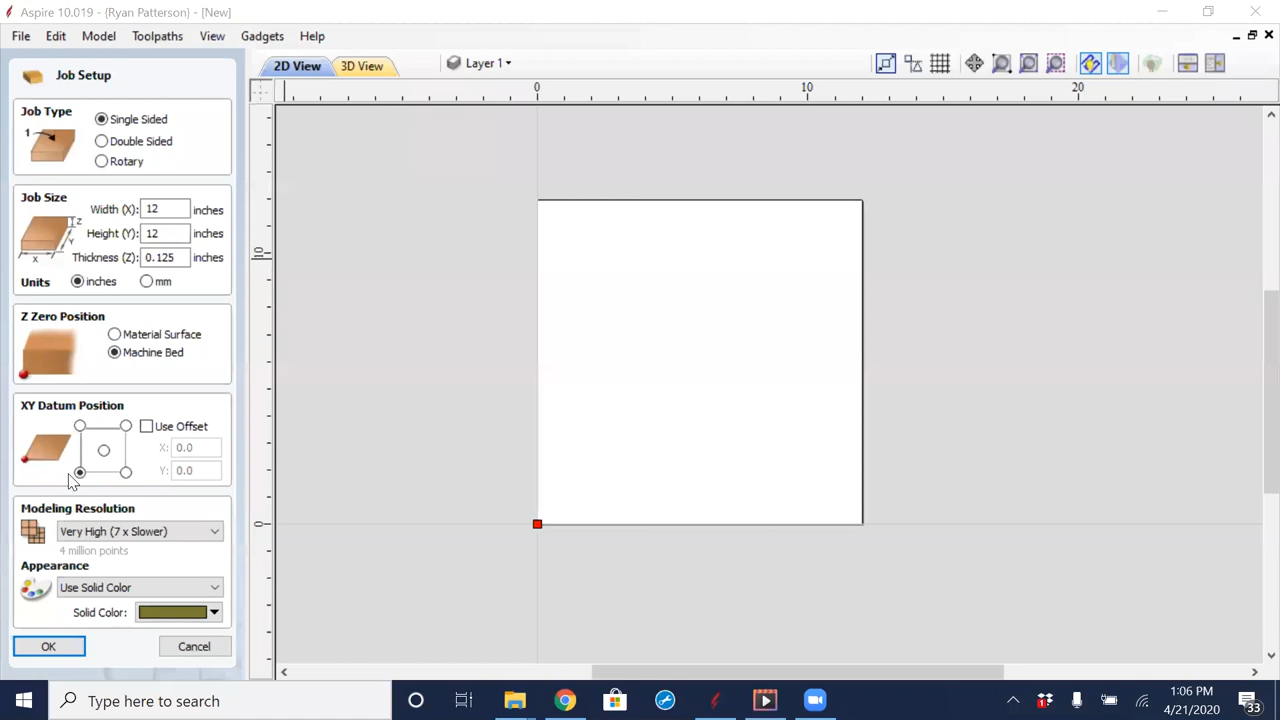 Aspire 10.019 - {Ryan Patterson} - [New]
File Edit Model Toolpaths View Gadgets Help
Job Setup
2D View 3D View Layer 1
0 10 20
Job Type
1
Single Sided
Double Sided
Rotary
Job Size
Width (X): 12 inches
Height (Y): 12 inches
Thickness (Z): 0.125 inches
Z
Y
X
Units inches mm
10
0
Z Zero Position
Material Surface
Machine Bed
XY Datum Position
Use Offset
X: 0.0
Y: 0.0
Modeling Resolution
Very High (7 x Slower)
4 million points
Appearance
Use Solid Color
Solid Color:
OK Cancel
Type here to search
1:06 PM
4/21/2020
33